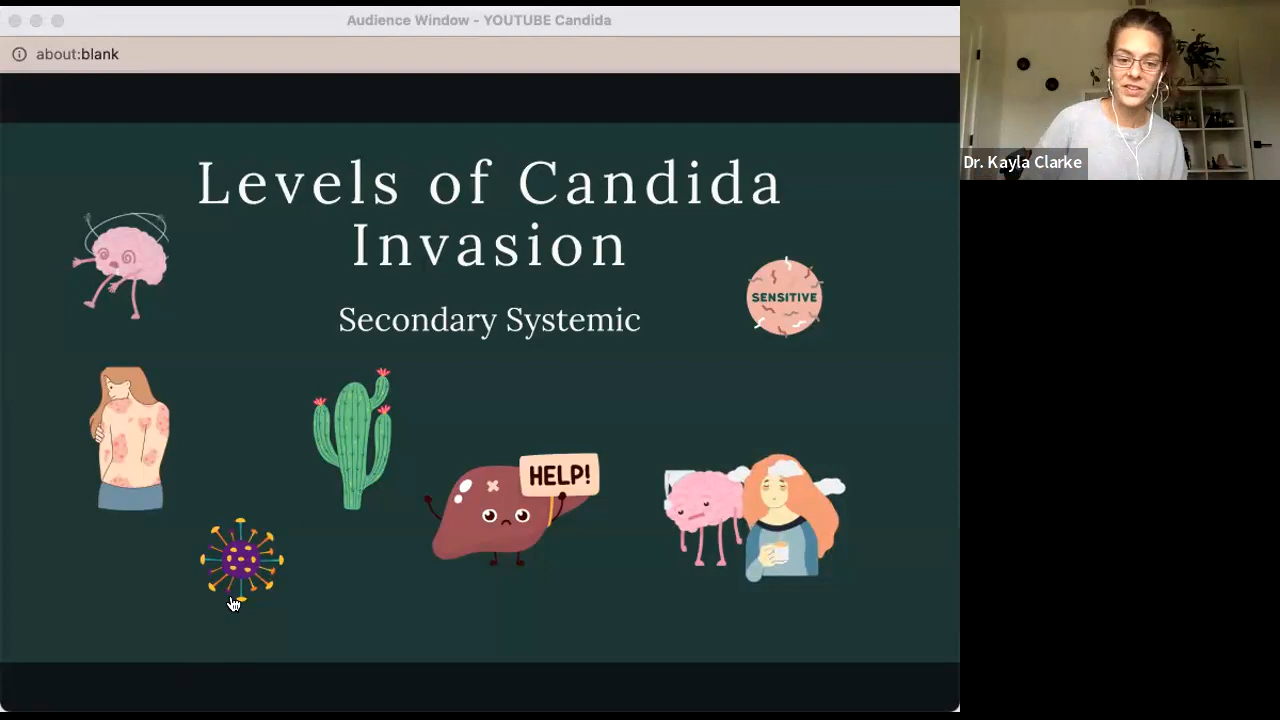 Audience Window - YOUTUBE Candida
about:blank
Dr. Kayla Clarke
Levels of Candida
Invasion
SENSITIVE
Secondary Systemic
HELP!